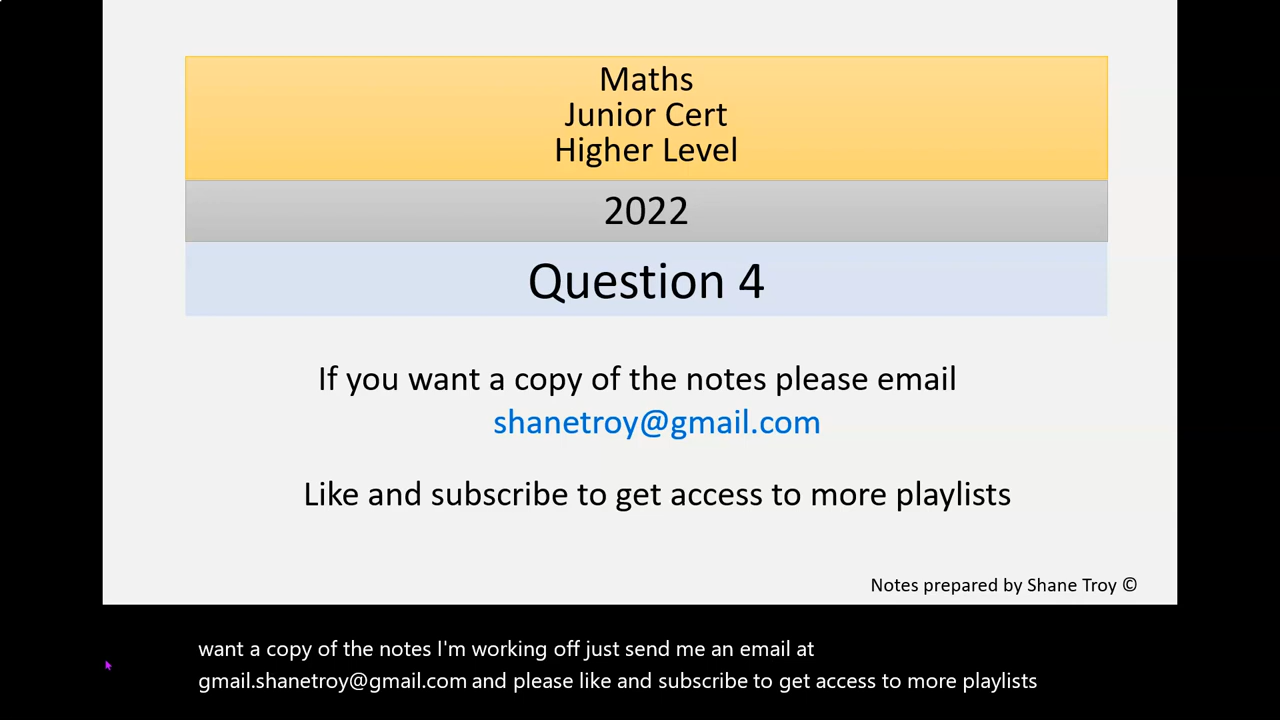 Maths
Junior Cert
Higher Level
2022
Question 4
If you want a copy of the notes please email
shanetroy@gmail.com
Like and subscribe to get access to more playlists
Notes prepared by Shane Troy ©
want a copy of the notes I'm working off just send me an email at
gmail.shanetroy@gmail.com and please like and subscribe to get access to more playlists